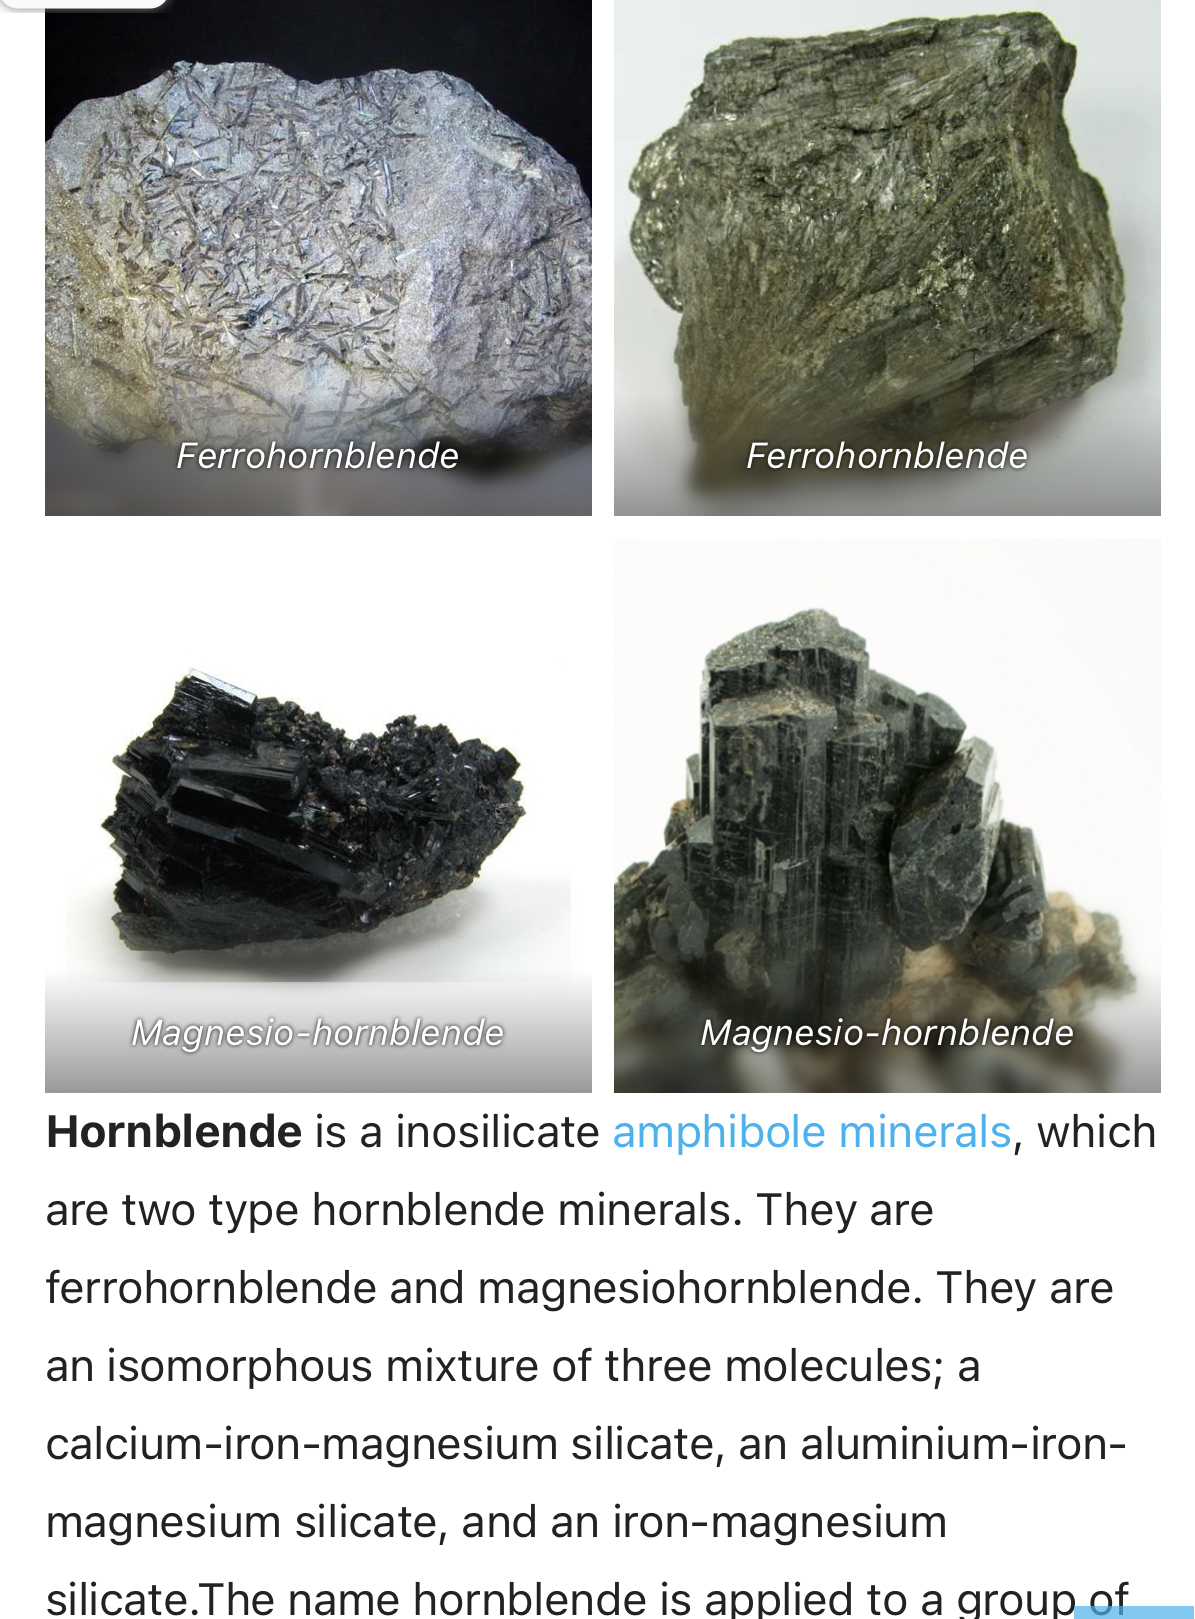 Ferrohornblende
Ferrohornblende
Magnesio-hornblende
Magnesio-hornblende
Hornblende is a inosilicate amphibole minerals, which
are two type hornblende minerals. They are
ferrohornblende and magnesiohornblende. They are
an isomorphous mixture of three molecules; a
calcium-iron-magnesium silicate, an aluminium-iron-
magnesium silicate, and an iron-magnesium
silicate.The name hornblende is applied to a group of